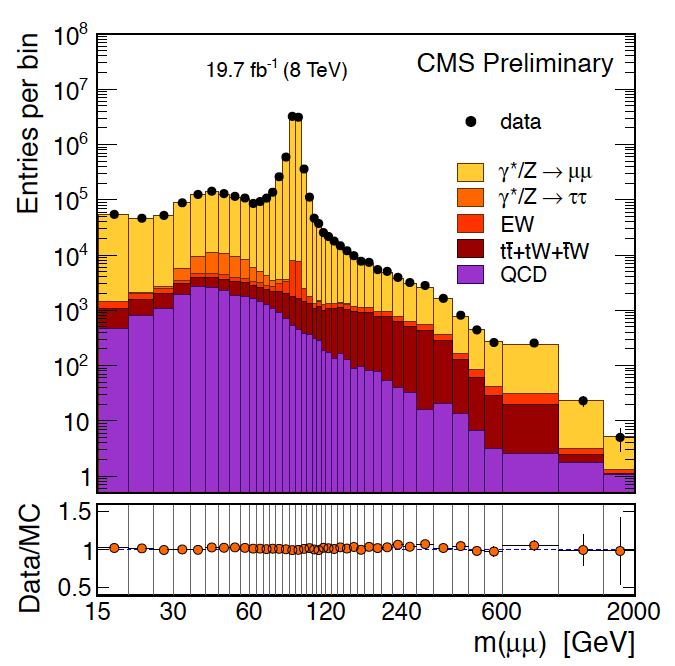 Entries per bin
10⁸
10⁷
10⁶
10⁵
10⁴
10³
10²
10
1
19.7 fb⁻¹ (8 TeV)
CMS Preliminary
data
γ*/Z → μμ
γ*/Z → ττ
EW
tt̄+tW+t̄W
QCD
Data/MC
1.5
1
0.5
15 30 60 120 240 600 2000
m(μμ) [GeV]